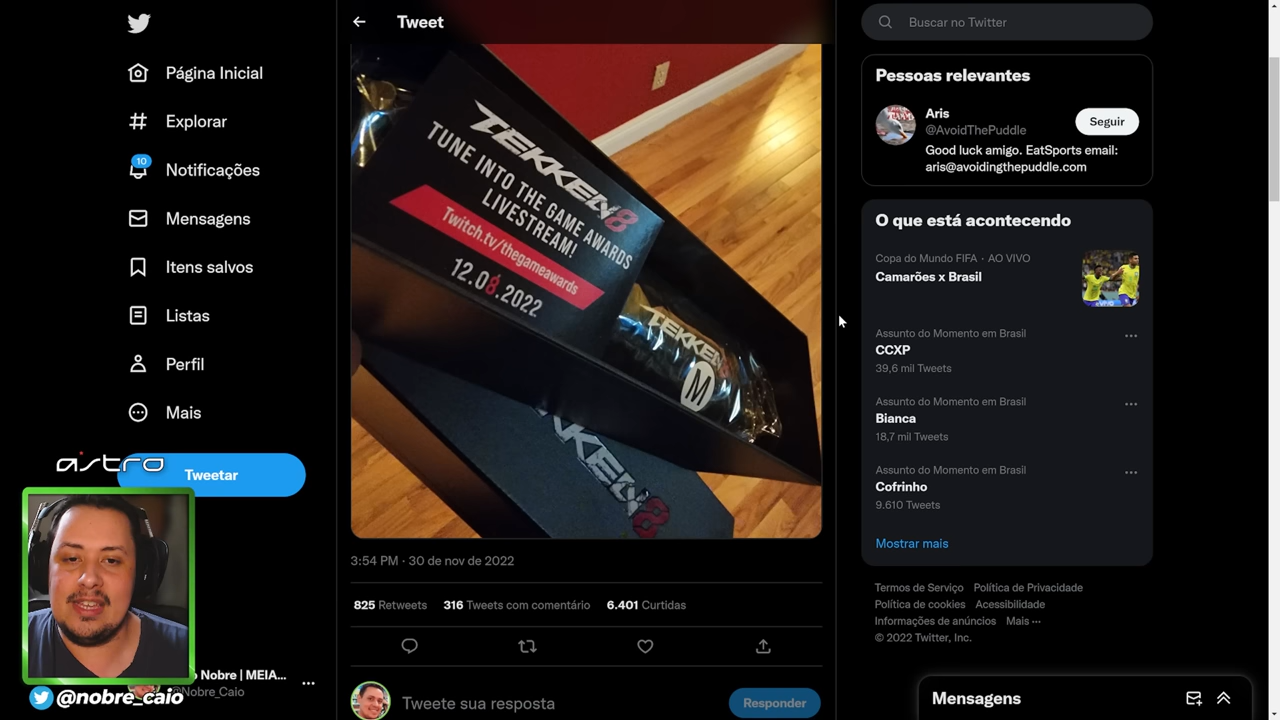 Tweet
Buscar no Twitter
Página Inicial
Explorar
10
Notificações
Mensagens
Itens salvos
Listas
Perfil
Mais
Tweetar
astro
TEKKEN 8
TUNE INTO THE GAME AWARDS
LIVESTREAM!
Twitch.tv/thegameawards
12.08.2022
TEKKEN 8
M
3:54 PM · 30 de nov de 2022
825 Retweets 316 Tweets com comentário 6.401 Curtidas
Tweete sua resposta
Responder
Pessoas relevantes
Aris
@AvoidThePuddle
Seguir
Good luck amigo. EatSports email:
aris@avoidingthepuddle.com
O que está acontecendo
Copa do Mundo FIFA · AO VIVO
Camarões x Brasil
Assunto do Momento em Brasil
CCXP
39,6 mil Tweets
Assunto do Momento em Brasil
Bianca
18,7 mil Tweets
Assunto do Momento em Brasil
Cofrinho
9.610 Tweets
Mostrar mais
Termos de Serviço Política de Privacidade
Política de cookies Acessibilidade
Informações de anúncios Mais ···
© 2022 Twitter, Inc.
Nobre | MEIA...
@Nobre_Caio
@nobre_caio
Mensagens